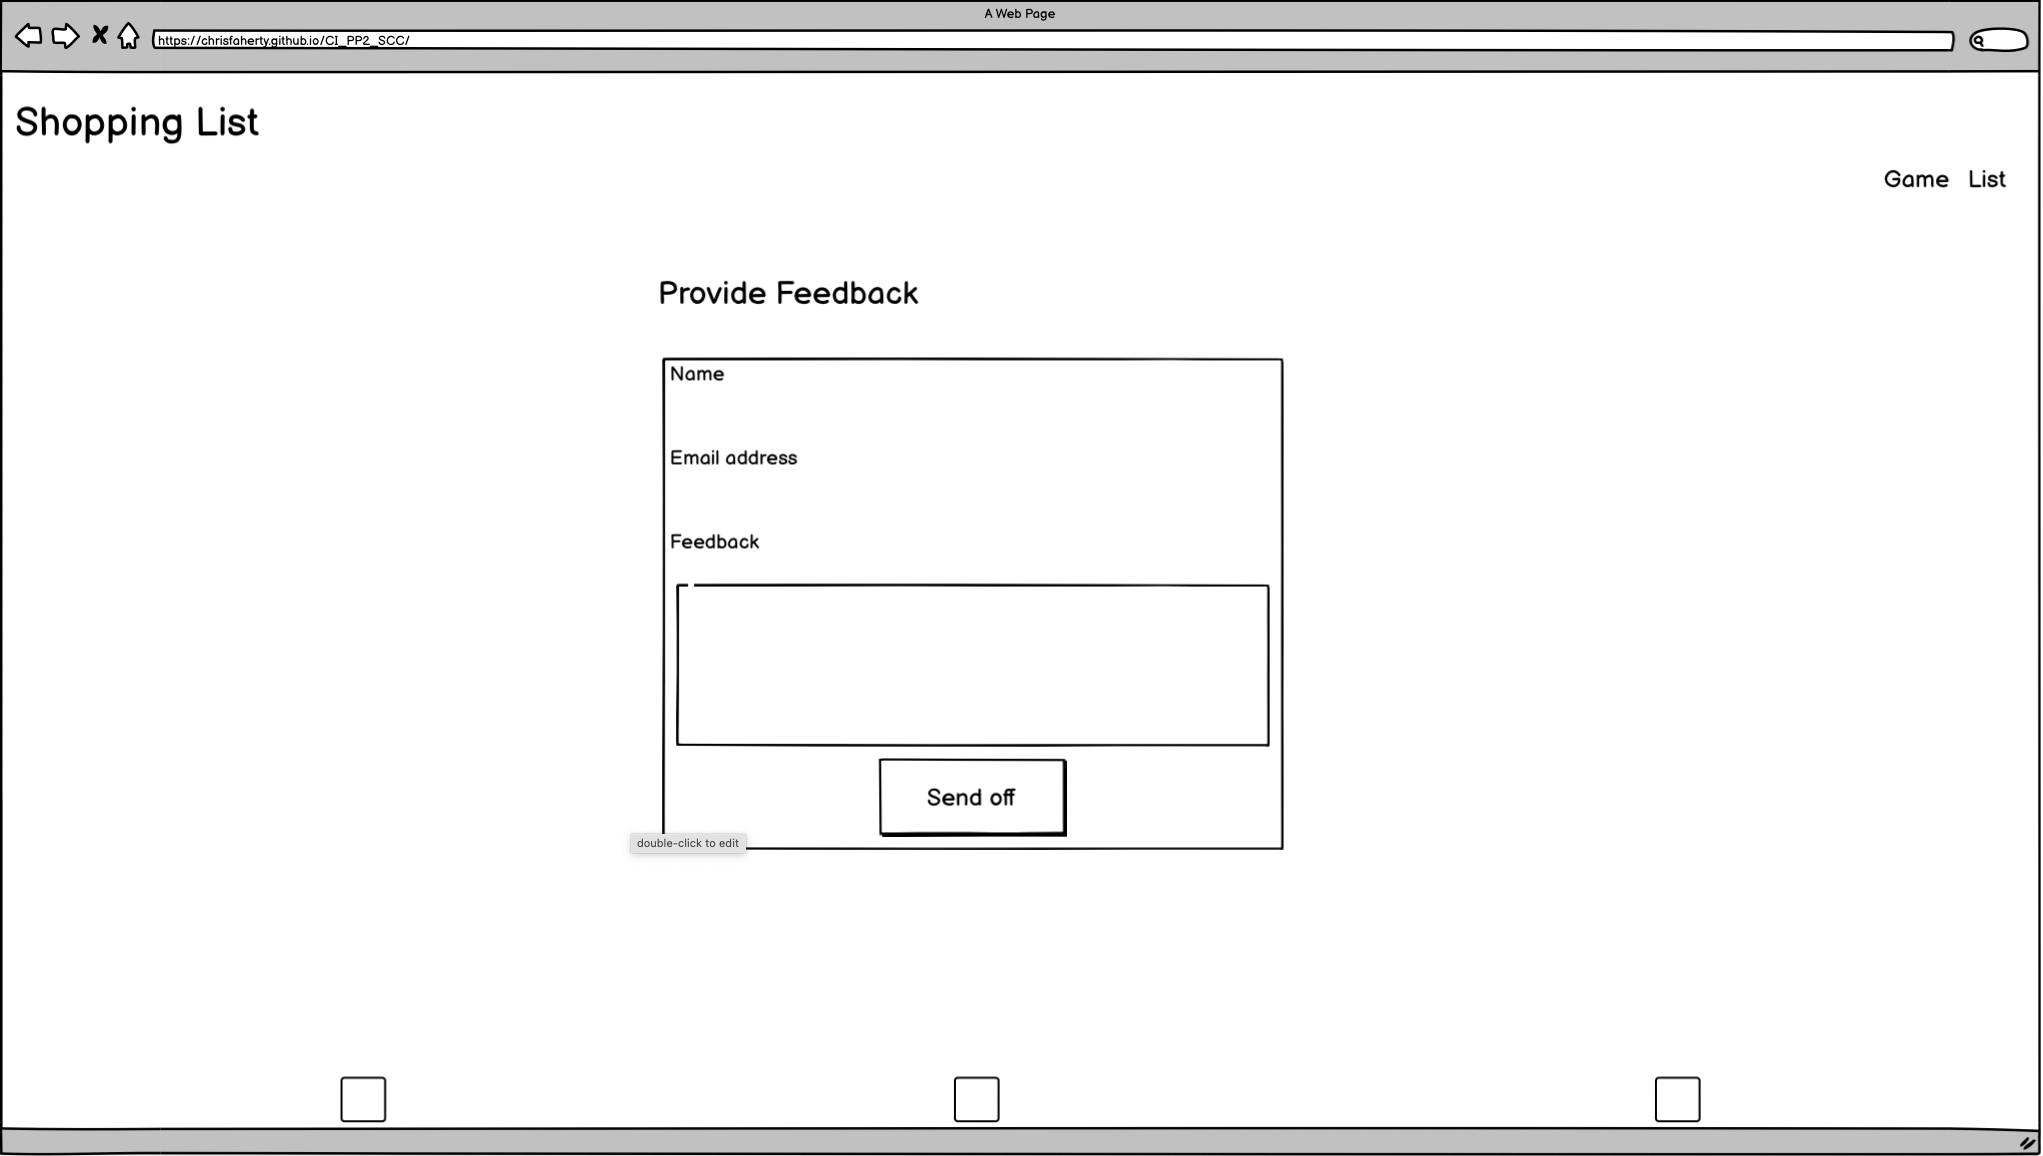 A Web Page
https://chrisfaherty.github.io/CI_PP2_SCC/
Shopping List
Game List
Provide Feedback
Name
Email address
Feedback
Send off
double-click to edit